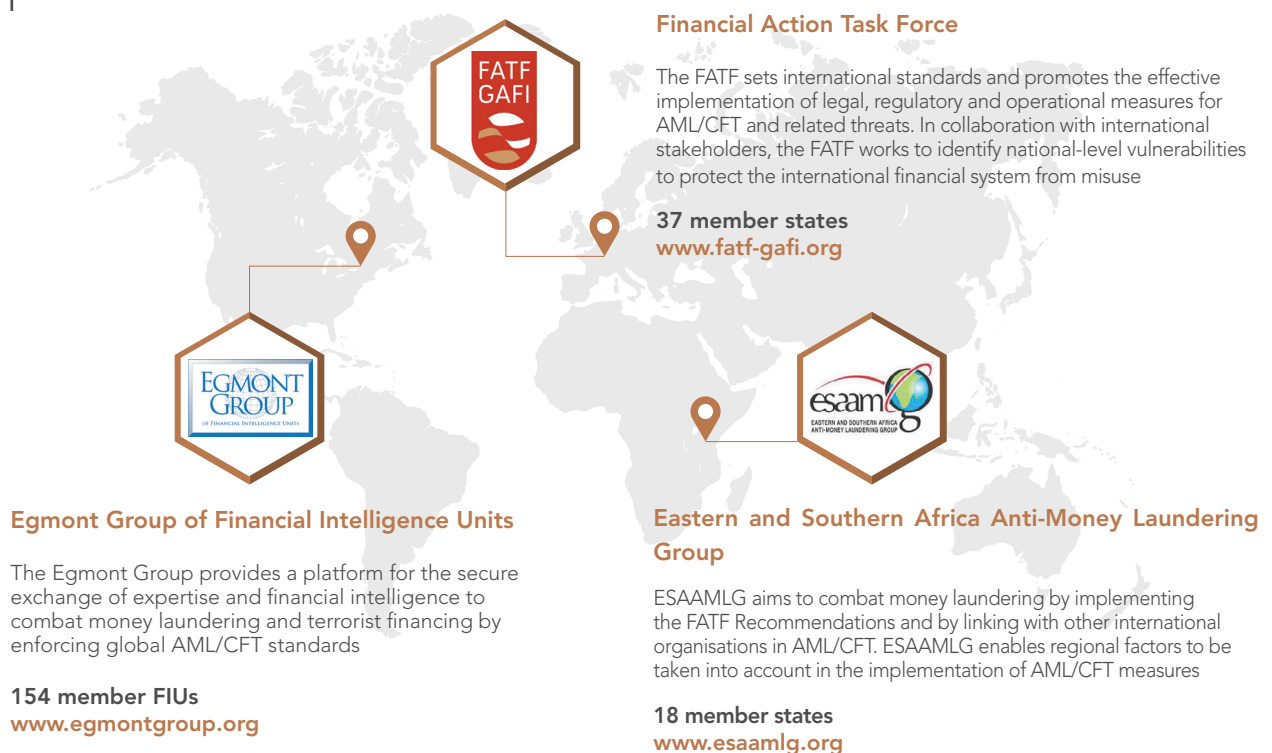 FATF
GAFI
Financial Action Task Force
The FATF sets international standards and promotes the effective
implementation of legal, regulatory and operational measures for
AML/CFT and related threats. In collaboration with international
stakeholders, the FATF works to identify national-level vulnerabilities
to protect the international financial system from misuse
37 member states
www.fatf-gafi.org
EGMONT
GROUP
OF FINANCIAL INTELLIGENCE UNITS
Egmont Group of Financial Intelligence Units
The Egmont Group provides a platform for the secure
exchange of expertise and financial intelligence to
combat money laundering and terrorist financing by
enforcing global AML/CFT standards
154 member FIUs
www.egmontgroup.org
esaamlg
EASTERN AND SOUTHERN AFRICA
ANTI-MONEY LAUNDERING GROUP
Eastern and Southern Africa Anti-Money Laundering
Group
ESAAMLG aims to combat money laundering by implementing
the FATF Recommendations and by linking with other international
organisations in AML/CFT. ESAAMLG enables regional factors to be
taken into account in the implementation of AML/CFT measures
18 member states
www.esaamlg.org